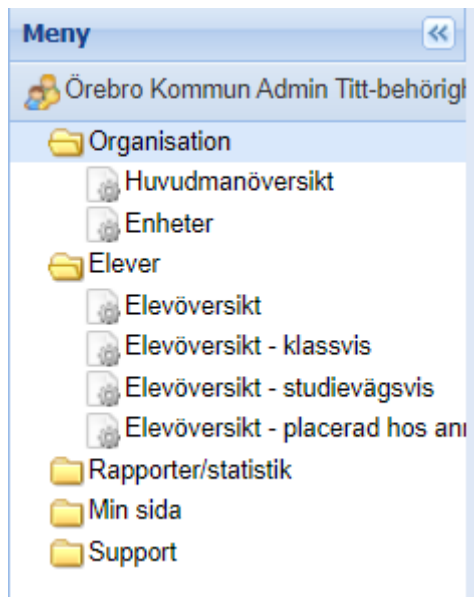 Meny
Örebro Kommun Admin Titt-behörigh
Organisation
Huvudmanöversikt
Enheter
Elever
Elevöversikt
Elevöversikt - klassvis
Elevöversikt - studievägsvis
Elevöversikt - placerad hos ann
Rapporter/statistik
Min sida
Support